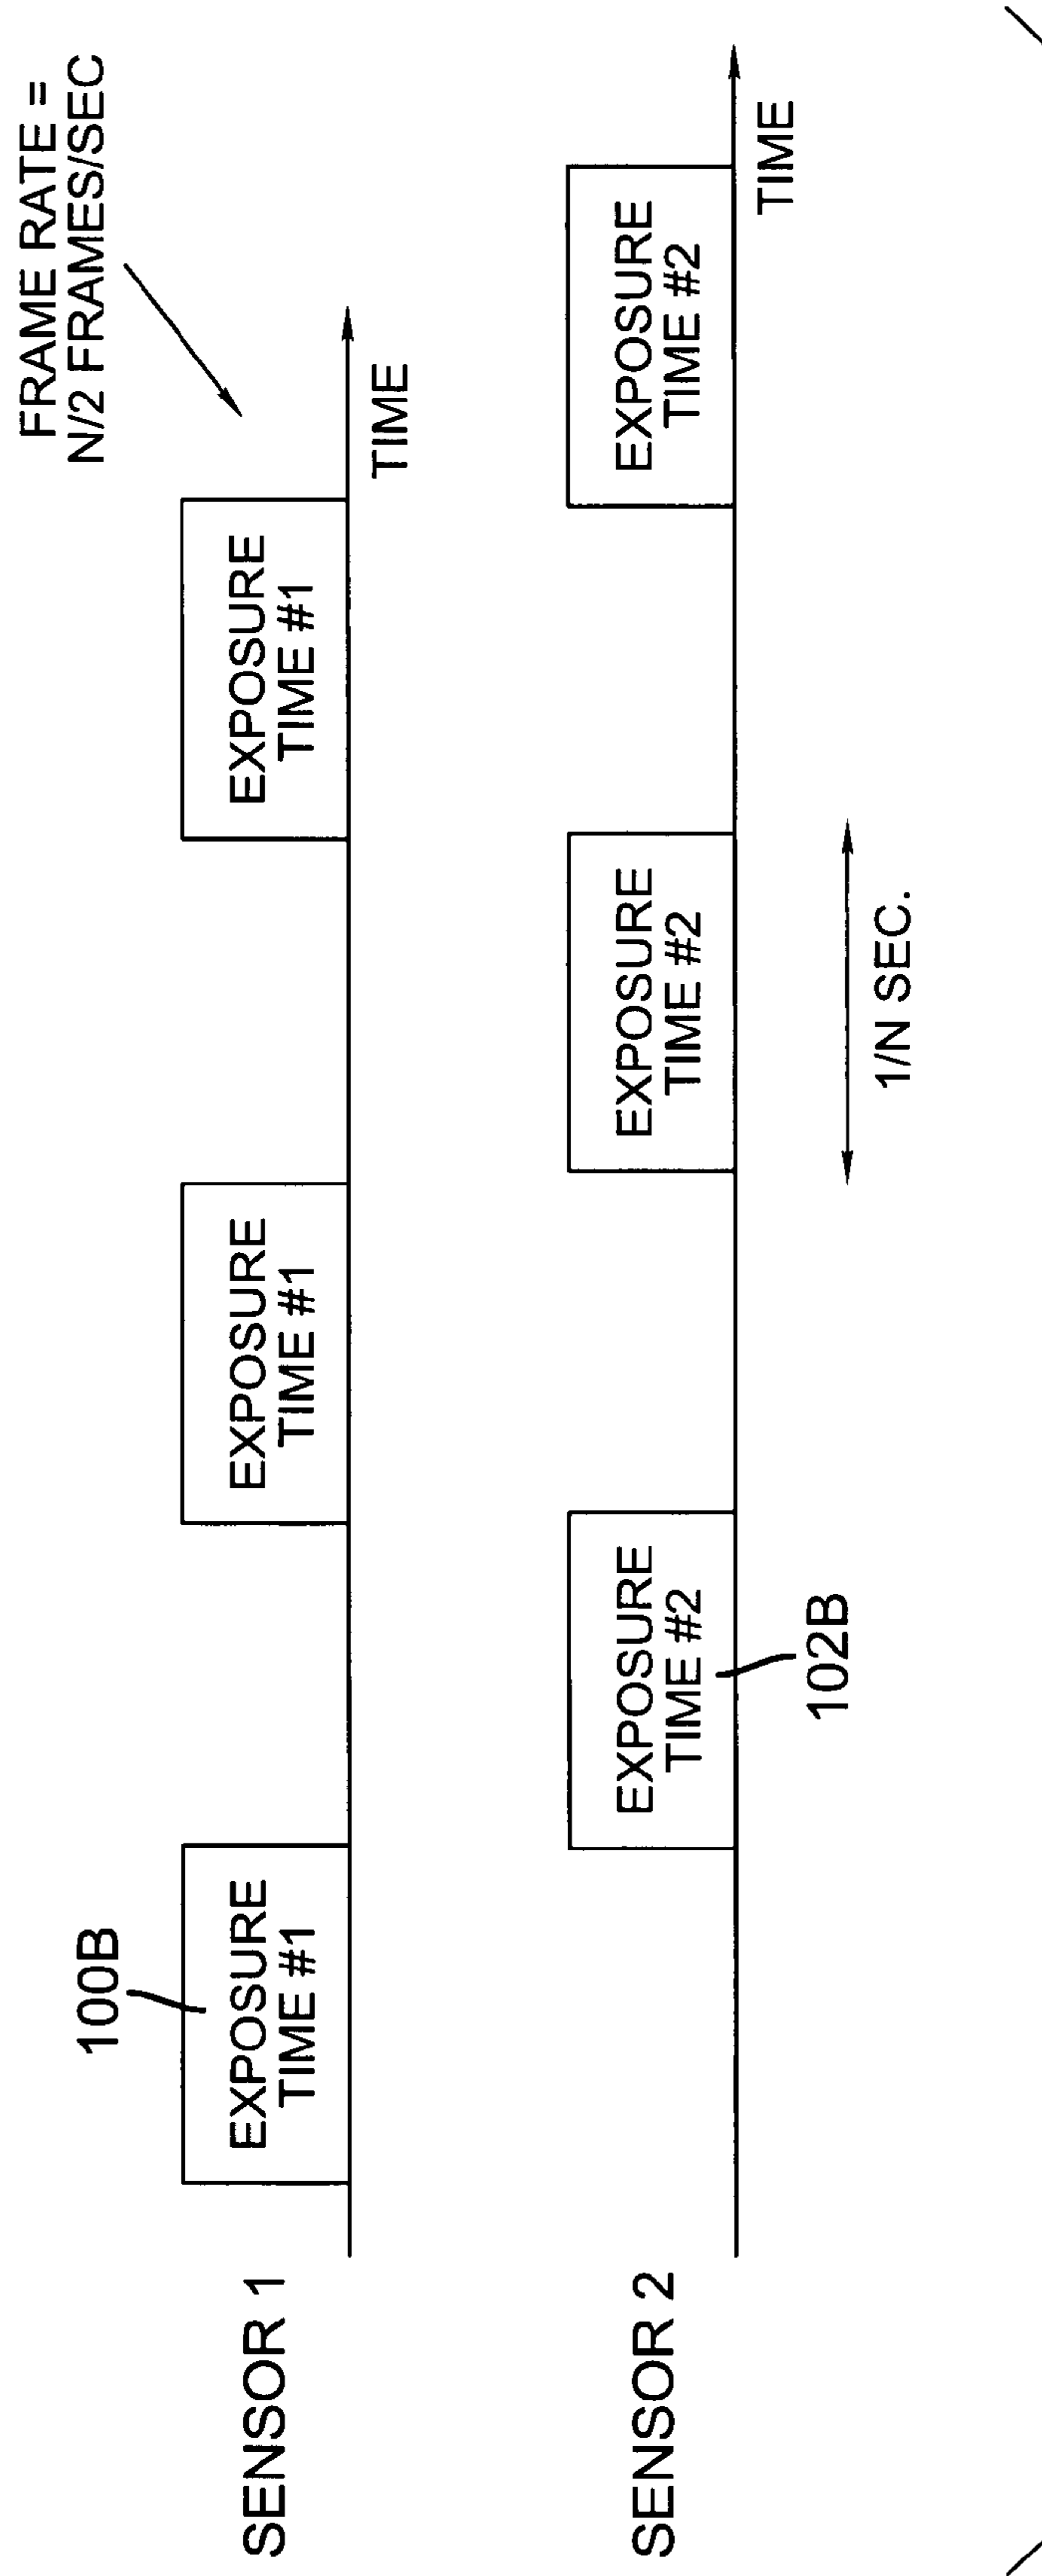 FRAME RATE =
N/2 FRAMES/SEC
100B
SENSOR 1
EXPOSURE
TIME #1
EXPOSURE
TIME #1
EXPOSURE
TIME #1
TIME
SENSOR 2
EXPOSURE
TIME #2
EXPOSURE
TIME #2
EXPOSURE
TIME #2
TIME
102B
1/N SEC.